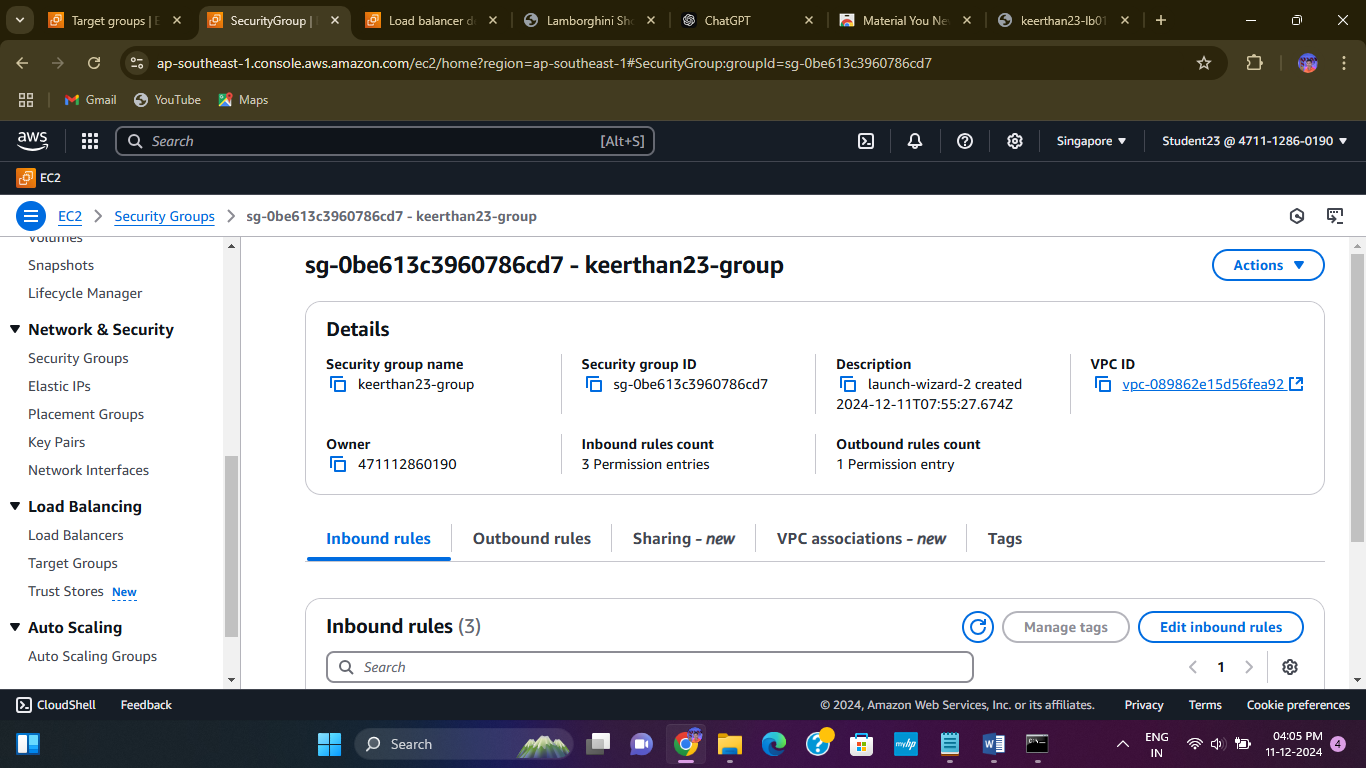 Target groups | E
SecurityGroup |
Load balancer d
Lamborghini Sho
ChatGPT
Material You Ne
keerthan23-lb01
ap-southeast-1.console.aws.amazon.com/ec2/home?region=ap-southeast-1#SecurityGroup:groupId=sg-0be613c3960786cd7
Gmail
YouTube
Maps
aws
Search
[Alt+S]
Singapore
Student23 @ 4711-1286-0190
EC2
EC2
Security Groups
sg-0be613c3960786cd7 - keerthan23-group
Volumes
Snapshots
Lifecycle Manager
Network & Security
Security Groups
Elastic IPs
Placement Groups
Key Pairs
Network Interfaces
Load Balancing
Load Balancers
Target Groups
Trust Stores New
Auto Scaling
Auto Scaling Groups
sg-0be613c3960786cd7 - keerthan23-group
Actions
Details
Security group name
keerthan23-group
Security group ID
sg-0be613c3960786cd7
Description
launch-wizard-2 created
2024-12-11T07:55:27.674Z
VPC ID
vpc-089862e15d56fea92
Owner
471112860190
Inbound rules count
3 Permission entries
Outbound rules count
1 Permission entry
Inbound rules
Outbound rules
Sharing - new
VPC associations - new
Tags
Inbound rules (3)
Manage tags
Edit inbound rules
Search
1
CloudShell
Feedback
© 2024, Amazon Web Services, Inc. or its affiliates.
Privacy
Terms
Cookie preferences
Search
myhp
ENG
IN
04:05 PM
11-12-2024
4